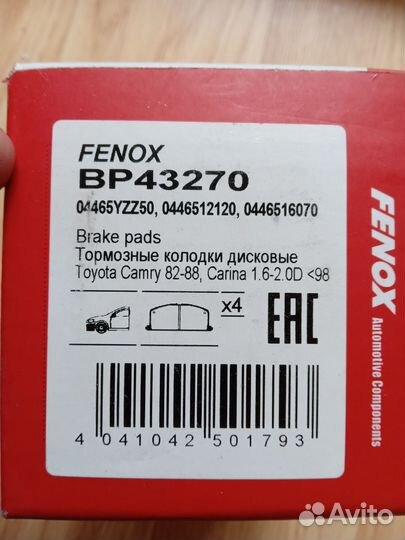 FENOX
BP43270
04465YZZ50, 0446512120, 0446516070
Brake pads
Тормозные колодки дисковые
Toyota Camry 82-88, Carina 1.6-2.0D <98
x4
EAC
4 041042 501793
FENOX
Automotive Components
Avito